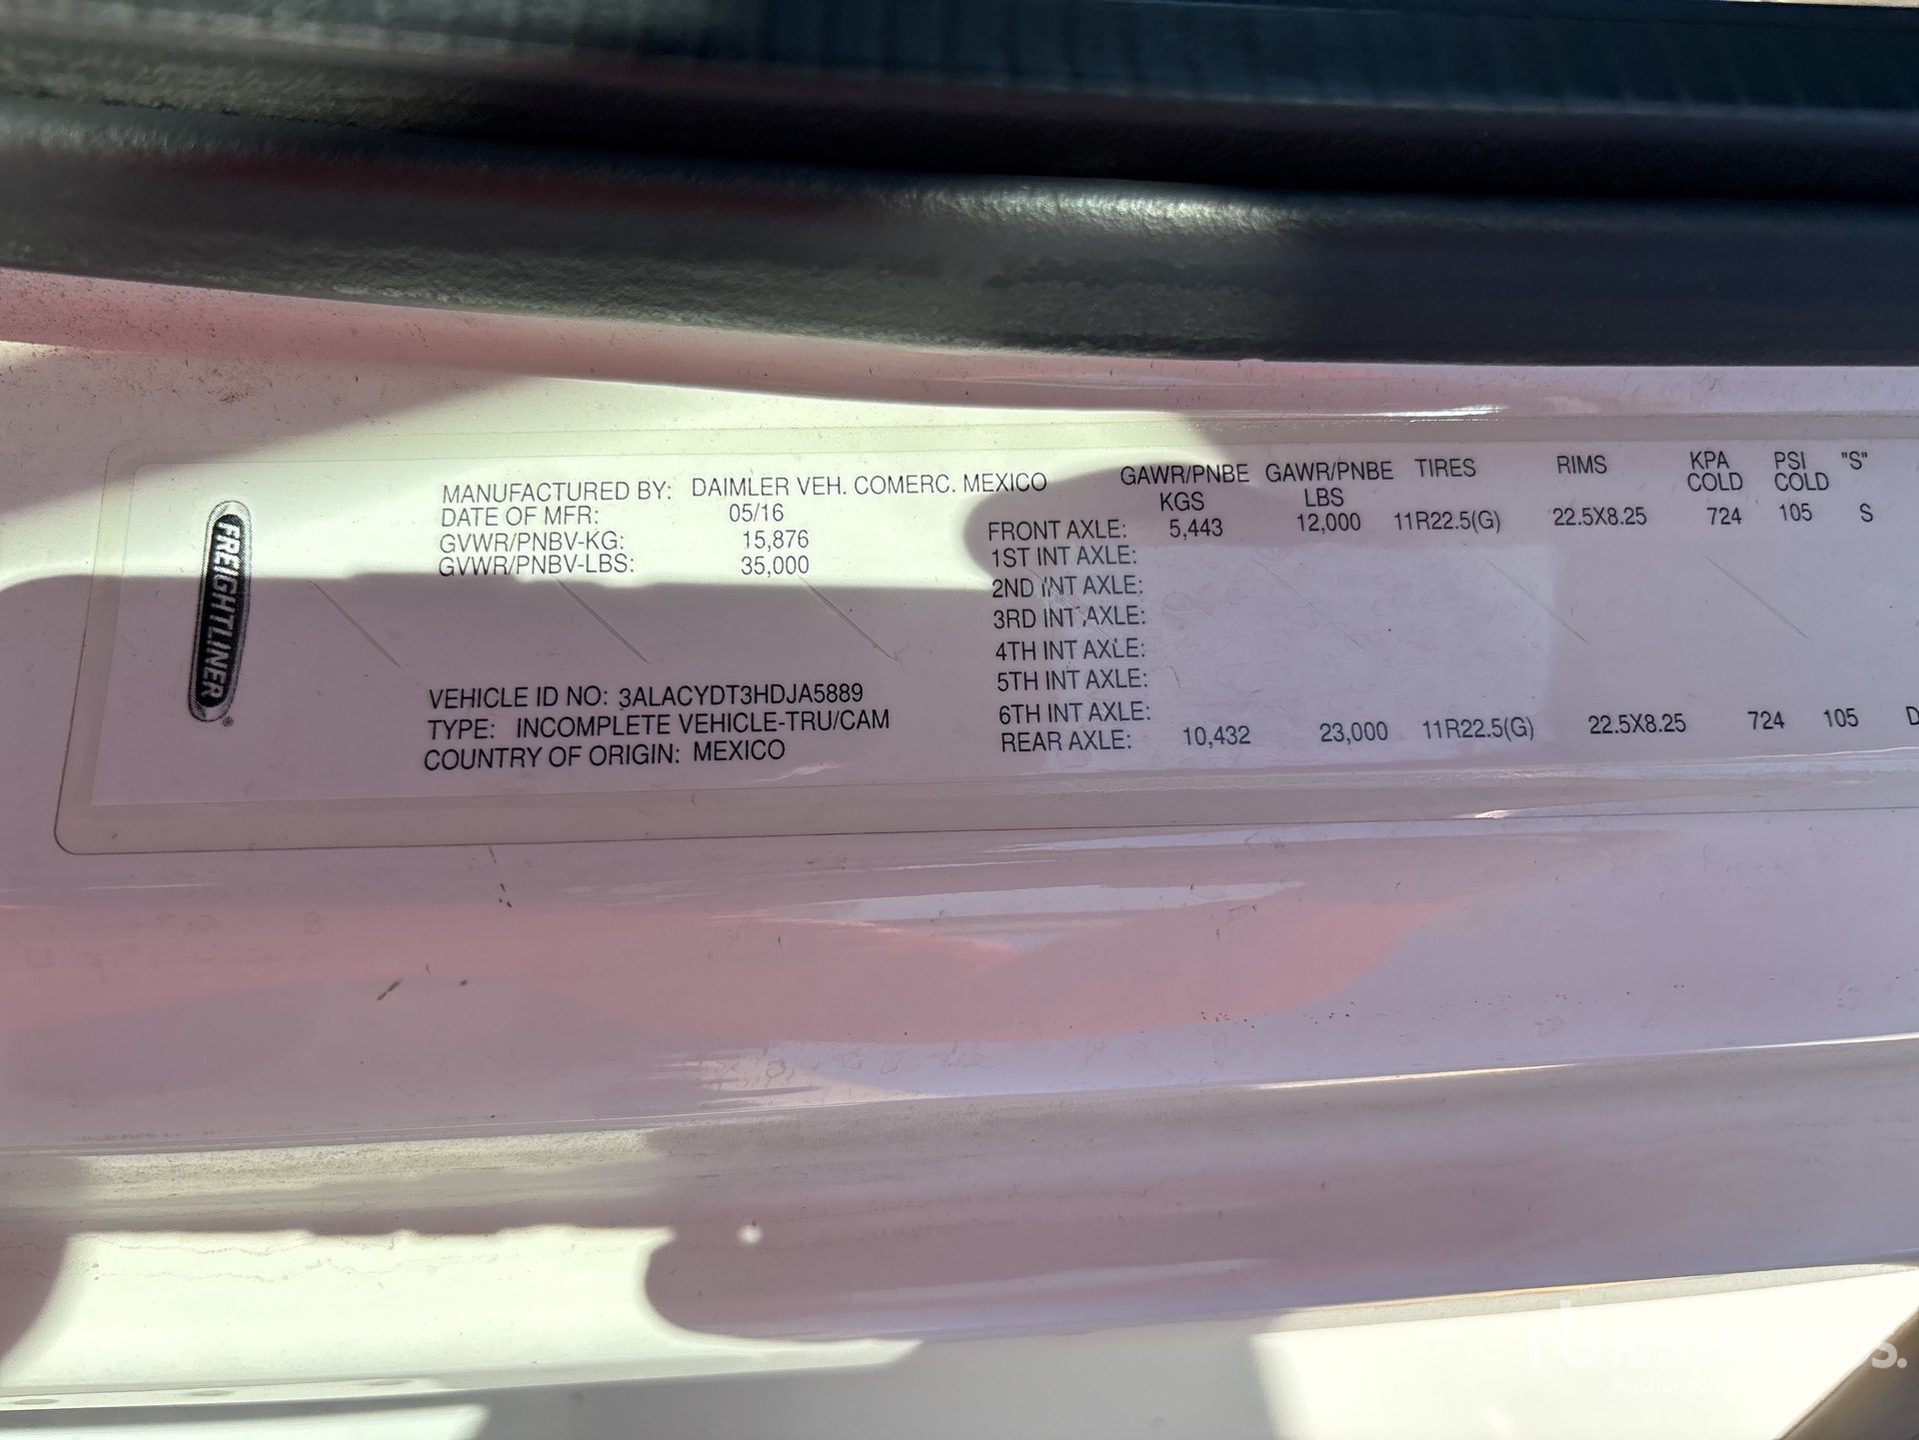 FREIGHTLINER®
MANUFACTURED BY: DAIMLER VEH. COMERC. MEXICO
DATE OF MFR: 05/16
GVWR/PNBV-KG: 15,876
GVWR/PNBV-LBS: 35,000
VEHICLE ID NO: 3ALACYDT3HDJA5889
TYPE: INCOMPLETE VEHICLE-TRU/CAM
COUNTRY OF ORIGIN: MEXICO
GAWR/PNBE GAWR/PNBE TIRES RIMS KPA PSI "S"
KGS LBS COLD COLD
FRONT AXLE: 5,443 12,000 11R22.5(G) 22.5X8.25 724 105 S
1ST INT AXLE:
2ND INT AXLE:
3RD INT AXLE:
4TH INT AXLE:
5TH INT AXLE:
6TH INT AXLE:
REAR AXLE: 10,432 23,000 11R22.5(G) 22.5X8.25 724 105 D
rb RITCHIE BROS.
Auctioneers